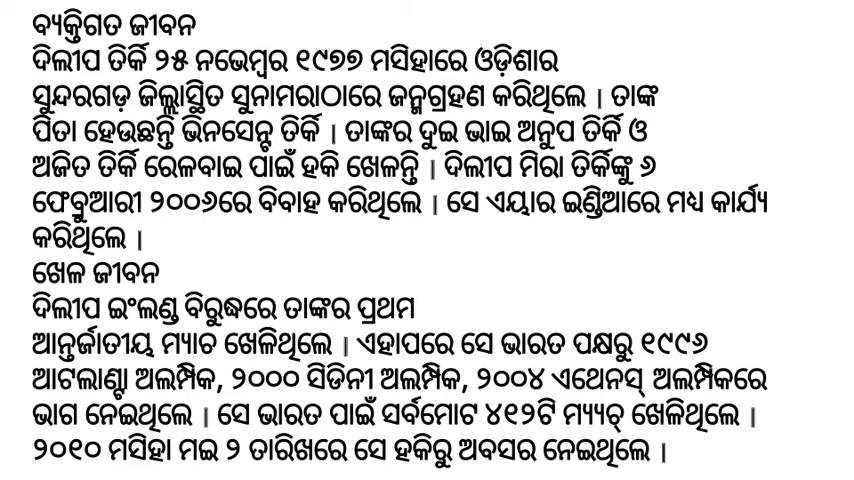 ବ୍ୟକ୍ତିଗତ ଜୀବନ
ଦିଲୀପ ତିର୍କି ୨୫ ନଭେମ୍ବର ୧୯୭୭ ମସିହାରେ ଓଡ଼ିଶାର
ସୁନ୍ଦରଗଡ଼ ଜିଲ୍ଲାସ୍ଥିତ ସୁନାମରାଠାରେ ଜନ୍ମଗ୍ରହଣ କରିଥିଲେ । ତାଙ୍କ
ପିତା ହେଉଛନ୍ତି ଭିନସେନ୍ଟ ତିର୍କି । ତାଙ୍କର ଦୁଇ ଭାଇ ଅନୁପ ତିର୍କି ଓ
ଅଜିତ ତିର୍କି ରେଳବାଇ ପାଇଁ ହକି ଖେଳନ୍ତି । ଦିଲୀପ ମିରା ତିର୍କିଙ୍କୁ ୬
ଫେବୃୁଆରୀ ୨୦୦୬ରେ ବିବାହ କରିଥିଲେ । ସେ ଏୟାର ଇଣ୍ଡିଆରେ ମଧ୍ୟ କାର୍ଯ୍ୟ
କରିଥିଲେ ।
ଖେଳ ଜୀବନ
ଦିଲୀପ ଇଂଲଣ୍ଡ ବିରୁଦ୍ଧରେ ତାଙ୍କର ପ୍ରଥମ
ଆନ୍ତର୍ଜାତୀୟ ମ୍ୟାଚ ଖେଳିଥିଲେ । ଏହାପରେ ସେ ଭାରତ ପକ୍ଷରୁ ୧୯୯୬
ଆଟଲାଣ୍ଟା ଅଲମ୍ପିକ, ୨୦୦୦ ସିଡିନୀ ଅଲମ୍ପିକ, ୨୦୦୪ ଏଥେନସ୍ ଅଲମ୍ପିକରେ
ଭାଗ ନେଇଥିଲେ । ସେ ଭାରତ ପାଇଁ ସର୍ବମୋଟ ୪୧୨ଟି ମ୍ୟ୍ୟଚ୍ ଖେଳିଥିଲେ ।
୨୦୧୦ ମସିହା ମଇ ୨ ତାରିଖରେ ସେ ହକିରୁ ଅବସର ନେଇଥିଲେ ।